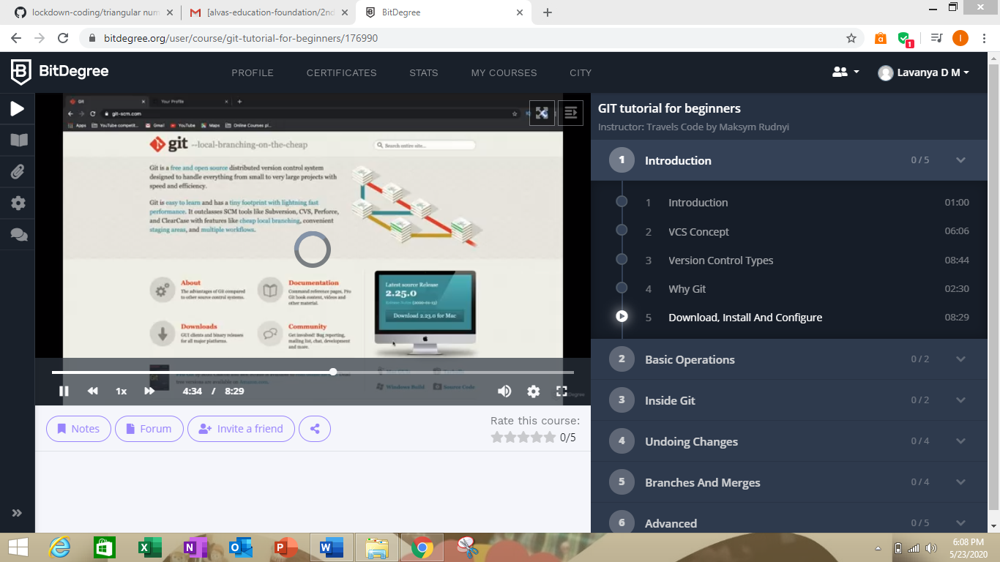 lockdown-coding/triangular num
[alvas-education-foundation/2nd
BitDegree
bitdegree.org/user/course/git-tutorial-for-beginners/176990
1
I
BitDegree
PROFILE
CERTIFICATES
STATS
MY COURSES
CITY
Lavanya D M
Git
Your Profile
git-scm.com
Apps
YouTube competit...
Gmail
YouTube
Maps
Online Courses pl...
git --local-branching-on-the-cheap
Search entire site...
Git is a free and open source distributed version control system
designed to handle everything from small to very large projects with
speed and efficiency.
Git is easy to learn and has a tiny footprint with lightning fast
performance. It outclasses SCM tools like Subversion, CVS, Perforce,
and ClearCase with features like cheap local branching, convenient
staging areas, and multiple workflows.
About
The advantages of Git compared
to other source control systems.
Documentation
Command reference pages, Pro
Git book content, videos and
other material.
Downloads
GUI clients and binary releases
for all major platforms.
Community
Get involved! Bug reporting,
mailing list, chat, development
and more.
Latest source Release
2.25.0
Release Notes (2020-01-13)
Download 2.23.0 for Mac
Mac GUIs
Tarballs
Windows Build
Source Code
1x
4:34 / 8:29
Notes
Forum
Invite a friend
Rate this course:
0/5
GIT tutorial for beginners
Instructor: Travels Code by Maksym Rudnyi
1 Introduction 0 / 5
1 Introduction 01:00
2 VCS Concept 06:06
3 Version Control Types 08:44
4 Why Git 02:30
5 Download, Install And Configure 08:29
2 Basic Operations 0 / 2
3 Inside Git 0 / 2
4 Undoing Changes 0 / 4
5 Branches And Merges 0 / 4
6 Advanced 0 / 5
6:08 PM
5/23/2020